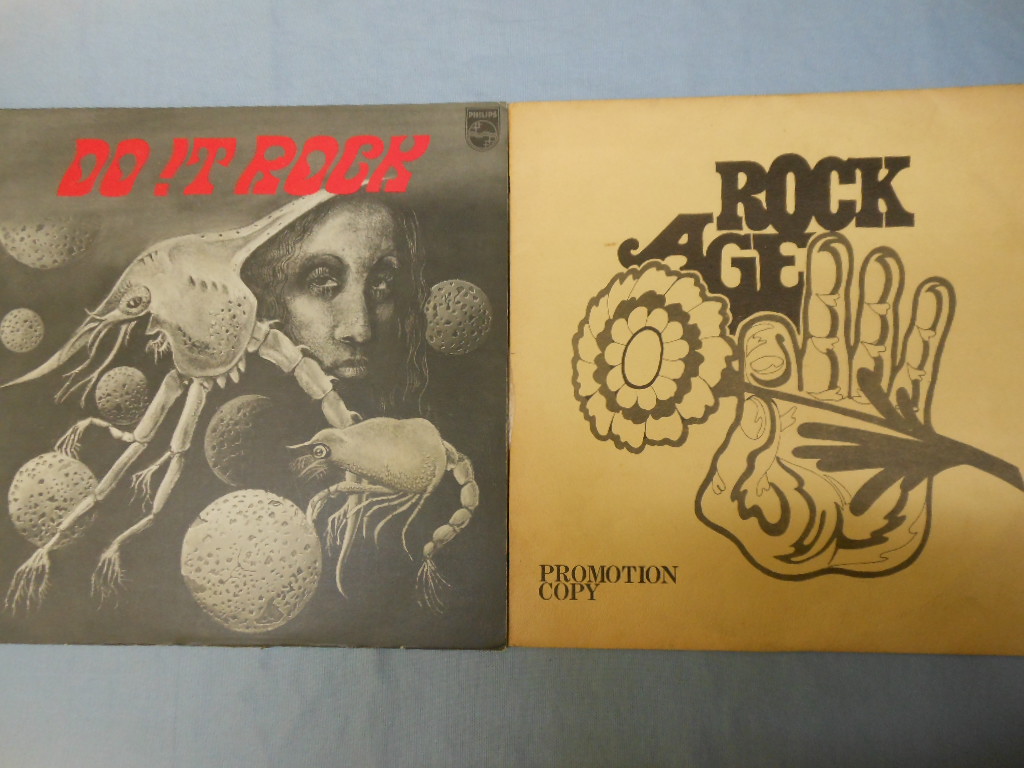 DO !T ROCK
PHILIPS
ROCK
AGE
PROMOTION
COPY